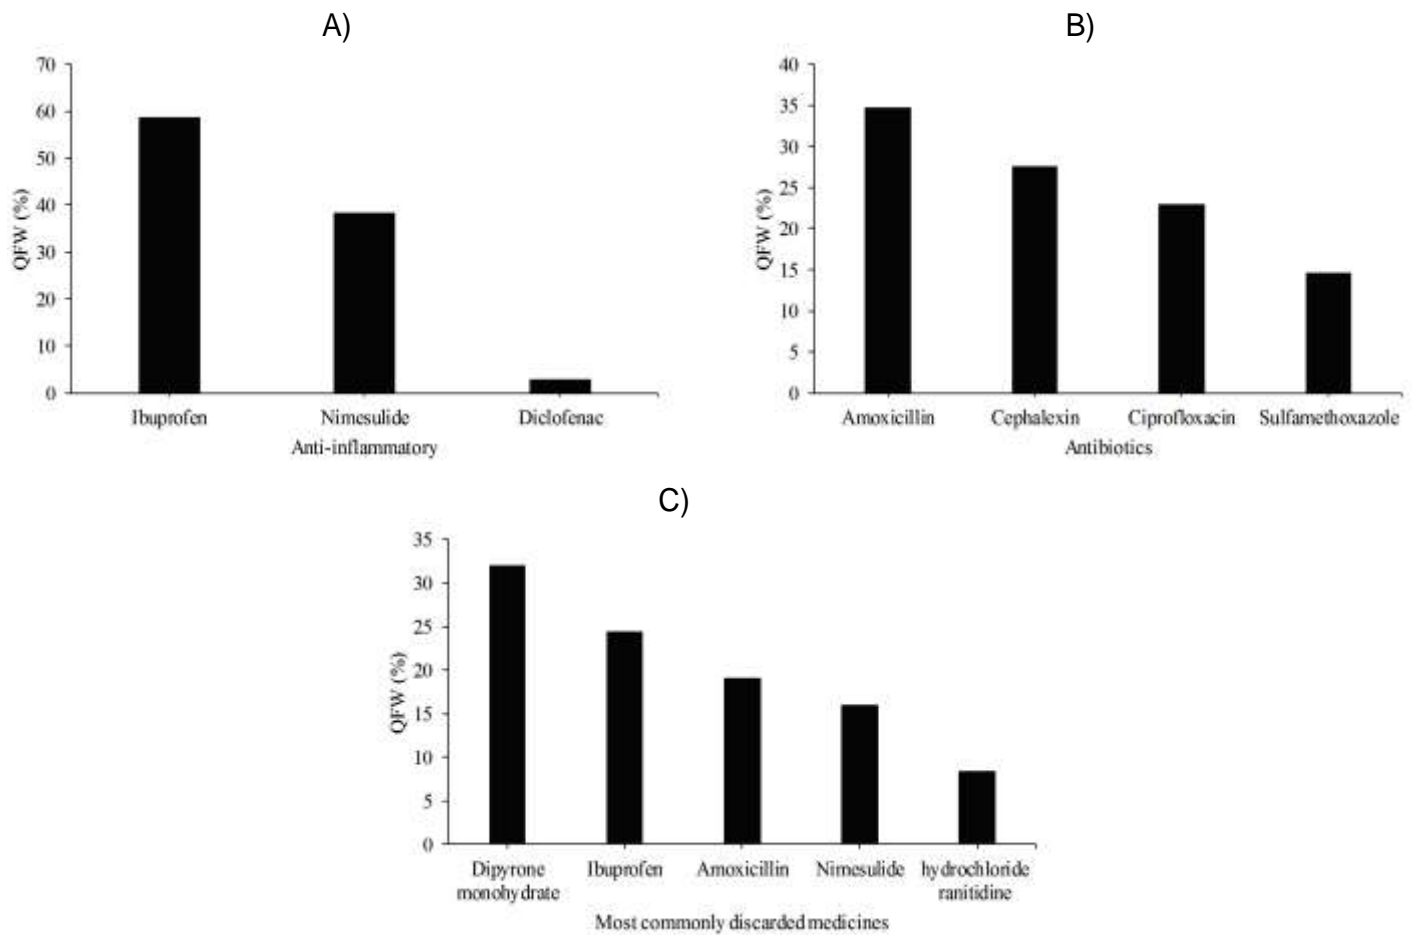 A)
70
60
50
40
30
20
10
0
QFW (%)
Ibuprofen Nimesulide Diclofenac
Anti-inflammatory
B)
40
35
30
25
20
15
10
5
0
QFW (%)
Amoxicillin Cephalexin Ciprofloxacin Sulfamethoxazole
Antibiotics
C)
35
30
25
20
15
10
5
0
QFW (%)
Dipyrone Ibuprofen Amoxicillin Nimesulide hydrochloride
monohydrate ranitidine
Most commonly discarded medicines